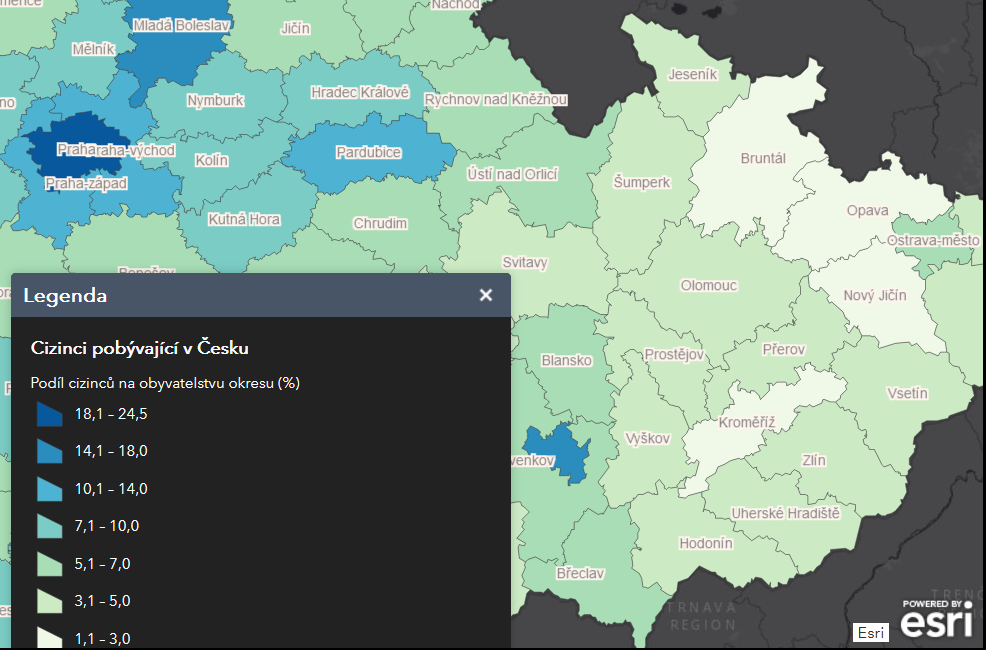 Náchod
Mladá Boleslav
Jičín
Mělník
Jeseník
Hradec Králové
Nymburk
Rychnov nad Kněžnou
Praha
Praha-východ
Kolín
Pardubice
Bruntál
Ústí nad Orlicí
Šumperk
Praha-západ
Opava
Kutná Hora
Chrudim
Ostrava-město
Svitavy
Benešov
Olomouc
Nový Jičín
Legenda
Cizinci pobývající v Česku
Podíl cizinců na obyvatelstvu okresu (%)
18,1 – 24,5
14,1 – 18,0
10,1 – 14,0
7,1 – 10,0
5,1 – 7,0
3,1 – 5,0
1,1 – 3,0
Přerov
Prostějov
Blansko
Vsetín
Kroměříž
Vyškov
venkov
Zlín
Uherské Hradiště
Hodonín
Břeclav
TRNAVA
REGION
TRENC
POWERED BY
esri
Esri